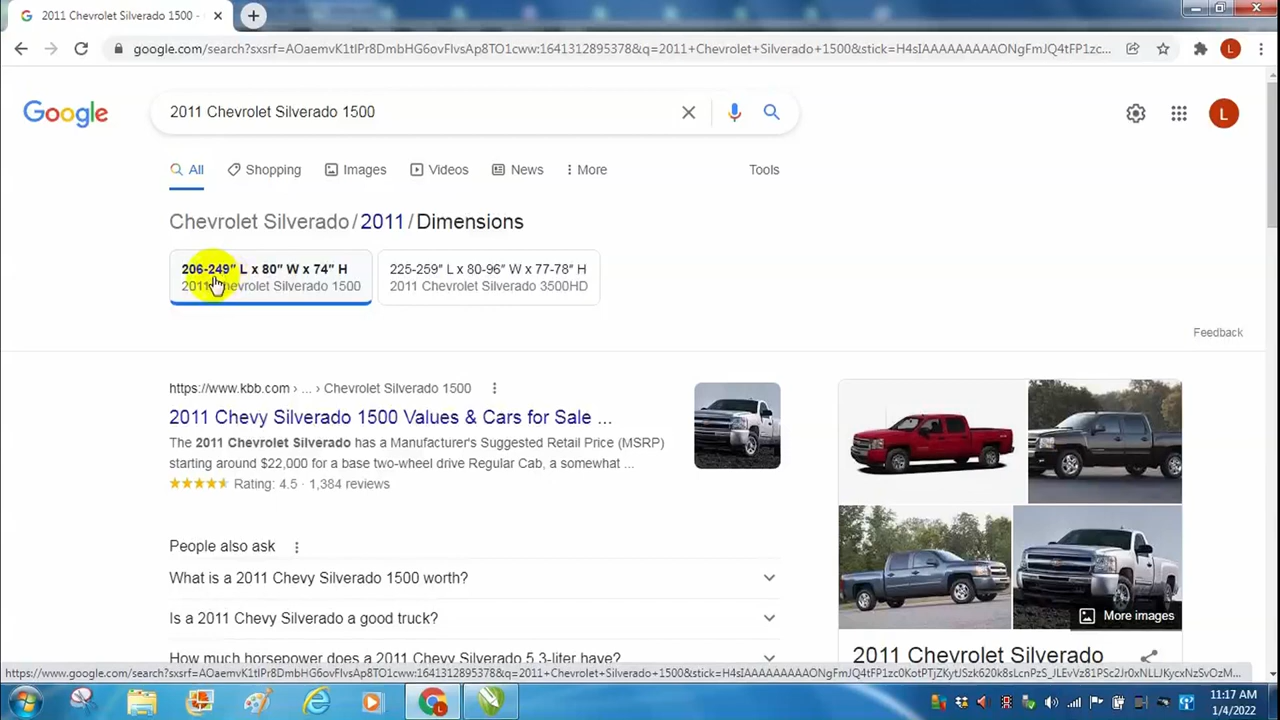 2011 Chevrolet Silverado 1500 -
google.com/search?sxsrf=AOaemvK1tIPr8DmbHG6ovFIvsAp8TO1cww:1641312895378&q=2011+Chevrolet+Silverado+1500&stick=H4sIAAAAAAAAONgFmJQ4tFP1zc...
L
Google
2011 Chevrolet Silverado 1500
L
All
Shopping
Images
Videos
News
More
Tools
Chevrolet Silverado/2011/Dimensions
206-249″ L x 80″ W x 74″ H
2011 Chevrolet Silverado 1500
225-259″ L x 80-96″ W x 77-78″ H
2011 Chevrolet Silverado 3500HD
Feedback
https://www.kbb.com › ... › Chevrolet Silverado 1500
2011 Chevy Silverado 1500 Values & Cars for Sale ...
The 2011 Chevrolet Silverado has a Manufacturer's Suggested Retail Price (MSRP)
starting around $22,000 for a base two-wheel drive Regular Cab, a somewhat ...
Rating: 4.5 · 1,384 reviews
People also ask
What is a 2011 Chevy Silverado 1500 worth?
Is a 2011 Chevy Silverado a good truck?
How much horsepower does a 2011 Chevy Silverado 5.3-liter have?
More images
2011 Chevrolet Silverado
11:17 AM
1/4/2022